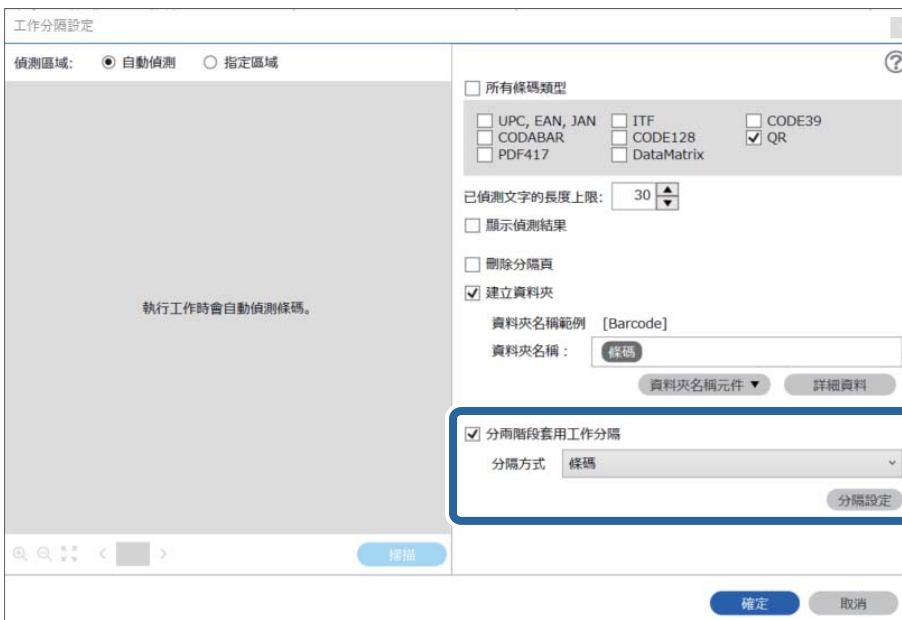 工作分隔設定
偵測區域: 自動偵測 指定區域
執行工作時會自動偵測條碼。
掃描
?
所有條碼類型
UPC, EAN, JAN ITF CODE39
CODABAR CODE128 QR
PDF417 DataMatrix
已偵測文字的長度上限: 30
顯示偵測結果
刪除分隔頁
建立資料夾
資料夾名稱範例 [Barcode]
資料夾名稱： 條碼
資料夾名稱元件▼ 詳細資料
分兩階段套用工作分隔
分隔方式 條碼
分隔設定
確定 取消